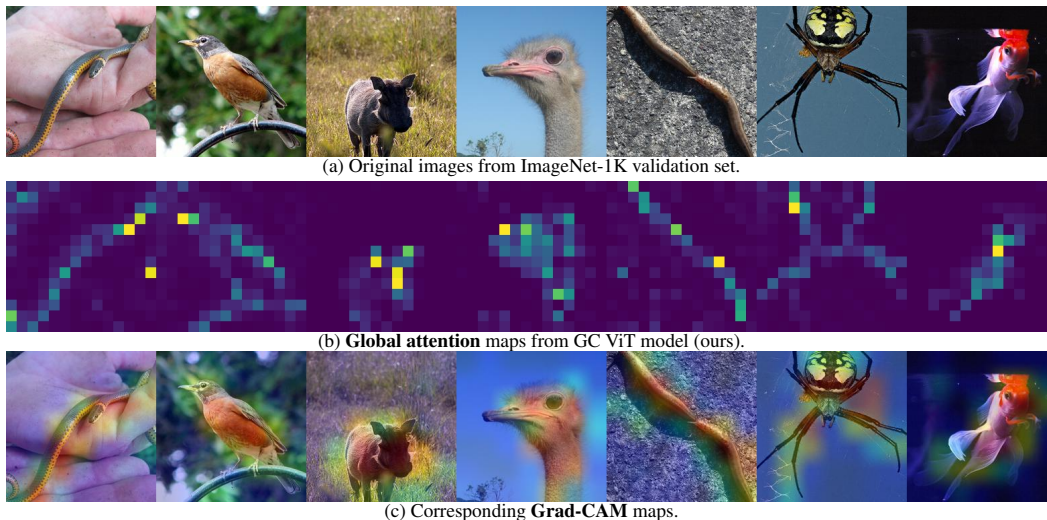 (a) Original images from ImageNet-1K validation set.
(b) Global attention maps from GC ViT model (ours).
(c) Corresponding Grad-CAM maps.